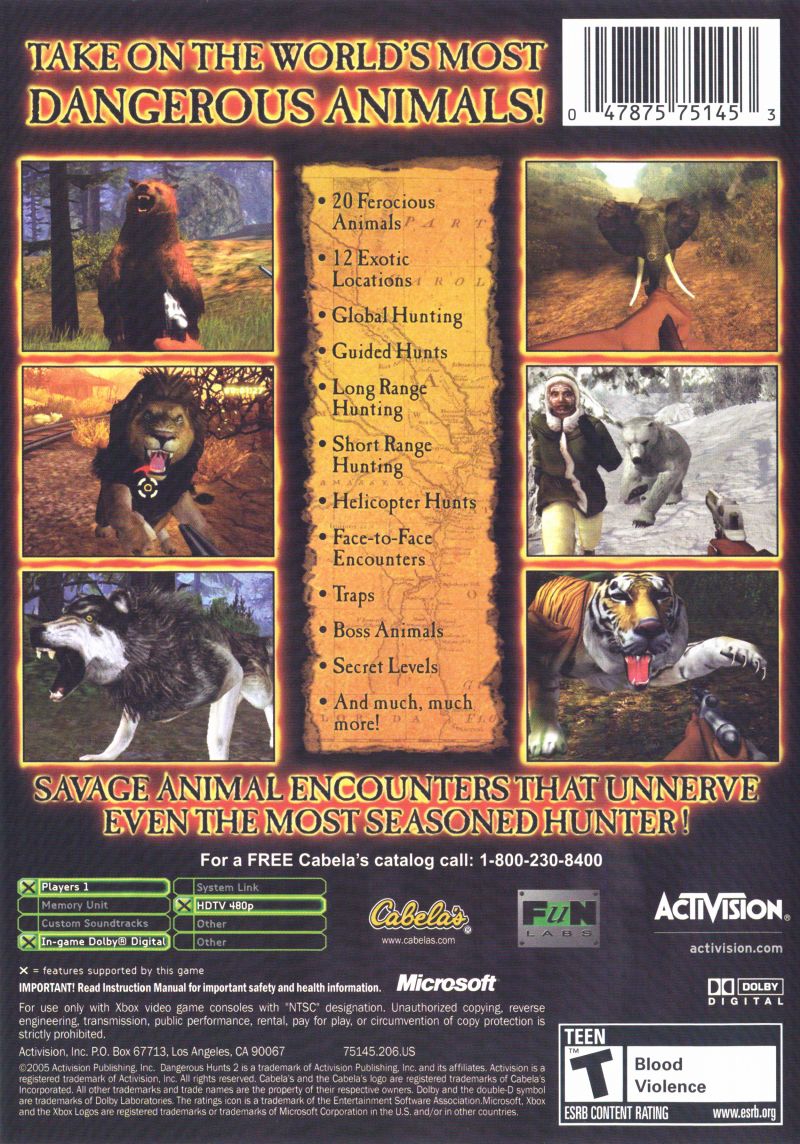 TAKE ON THE WORLD'S MOST
DANGEROUS ANIMALS!
0 47875 75145 3
• 20 Ferocious
Animals
• 12 Exotic
Locations
• Global Hunting
• Guided Hunts
• Long Range
Hunting
• Short Range
Hunting
• Helicopter Hunts
• Face-to-Face
Encounters
• Traps
• Boss Animals
• Secret Levels
• And much, much
more!
SAVAGE ANIMAL ENCOUNTERS THAT UNNERVE
EVEN THE MOST SEASONED HUNTER!
For a FREE Cabela's catalog call: 1-800-230-8400
Players 1
Memory Unit
Custom Soundtracks
In-game Dolby® Digital
System Link
HDTV 480p
Other
Other
Cabela's®
www.cabelas.com
FUN
LABS
ACTIVISION®
activision.com
X = features supported by this game
IMPORTANT! Read Instruction Manual for important safety and health information.
Microsoft
DOLBY
DIGITAL
For use only with Xbox video game consoles with "NTSC" designation. Unauthorized copying, reverse
engineering, transmission, public performance, rental, pay for play, or circumvention of copy protection is
strictly prohibited.
Activision, Inc. P.O. Box 67713, Los Angeles, CA 90067 75145.206.US
©2005 Activision Publishing, Inc. Dangerous Hunts 2 is a trademark of Activision Publishing, Inc. and its affiliates. Activision is a
registered trademark of Activision, Inc. All rights reserved. Cabela's and the Cabela's logo are registered trademarks of Cabela's
Incorporated. All other trademarks and trade names are the property of their respective owners. Dolby and the double-D symbol
are trademarks of Dolby Laboratories. The ratings icon is a trademark of the Entertainment Software Association.Microsoft, Xbox
and the Xbox Logos are registered trademarks or trademarks of Microsoft Corporation in the U.S. and/or in other countries.
TEEN
T™
Blood
Violence
ESRB CONTENT RATING www.esrb.org